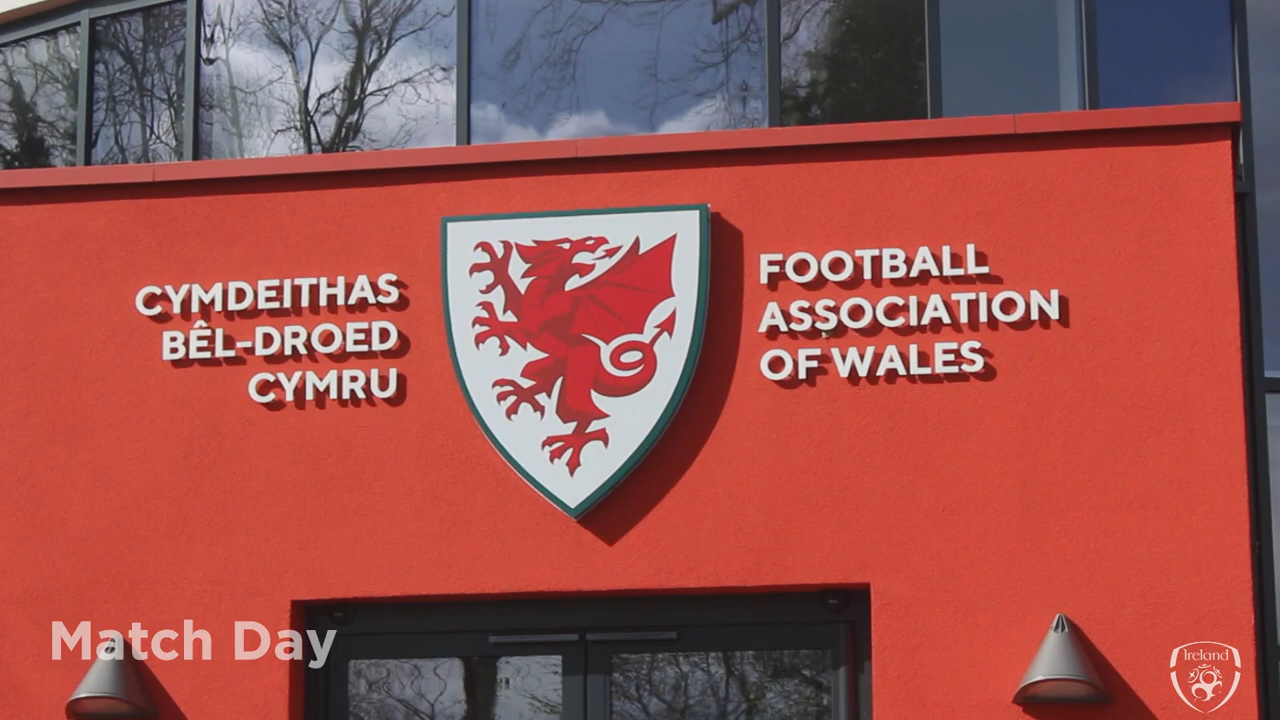 CYMDEITHAS
BÊL-DROED
CYMRU
FOOTBALL
ASSOCIATION
OF WALES
Match Day
Ireland